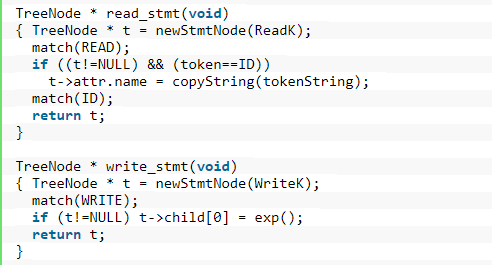 TreeNode * read_stmt(void)
{ TreeNode * t = newStmtNode(ReadK);
  match(READ);
  if ((t!=NULL) && (token==ID))
    t->attr.name = copyString(tokenString);
  match(ID);
  return t;
}

TreeNode * write_stmt(void)
{ TreeNode * t = newStmtNode(WriteK);
  match(WRITE);
  if (t!=NULL) t->child[0] = exp();
  return t;
}